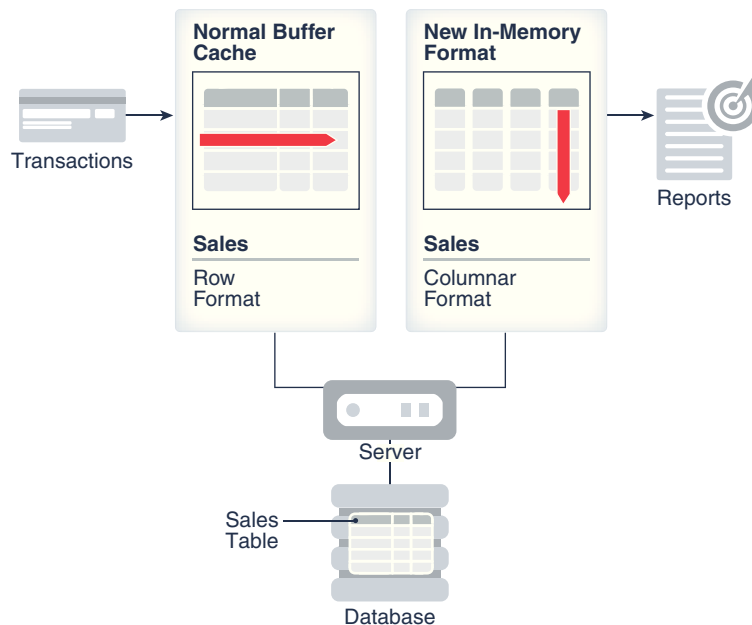 Normal Buffer
Cache
New In-Memory
Format
Transactions
Reports
Sales
Row
Format
Sales
Columnar
Format
Server
Sales
Table
Database